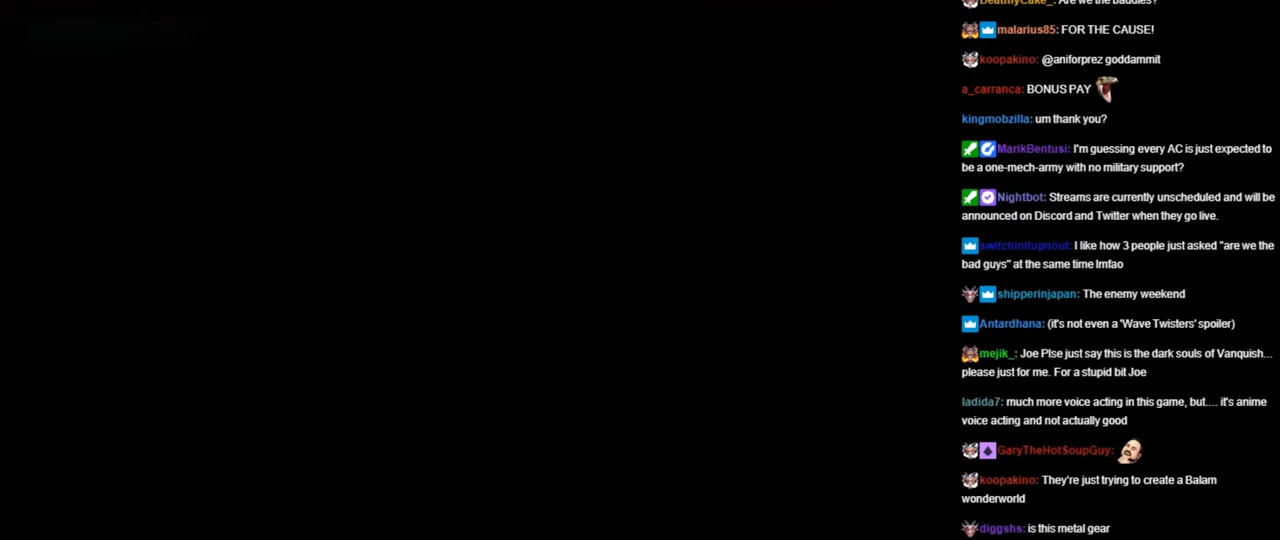 DeathlyCake_: Are we the baddies?
malarius85: FOR THE CAUSE!
koopakino: @aniforprez goddammit
a_carranca: BONUS PAY
kingmobzilla: um thank you?
MarikBentusi: I'm guessing every AC is just expected to
be a one-mech-army with no military support?
Nightbot: Streams are currently unscheduled and will be
announced on Discord and Twitter when they go live.
switchinitupnout: I like how 3 people just asked "are we the
bad guys" at the same time lmfao
shipperinjapan: The enemy weekend
Antardhana: (it's not even a 'Wave Twisters' spoiler)
mejik_: Joe Plse just say this is the dark souls of Vanquish...
please just for me. For a stupid bit Joe
ladida7: much more voice acting in this game, but.... it's anime
voice acting and not actually good
GaryTheHotSoupGuy:
koopakino: They're just trying to create a Balam
wonderworld
diggshs: is this metal gear